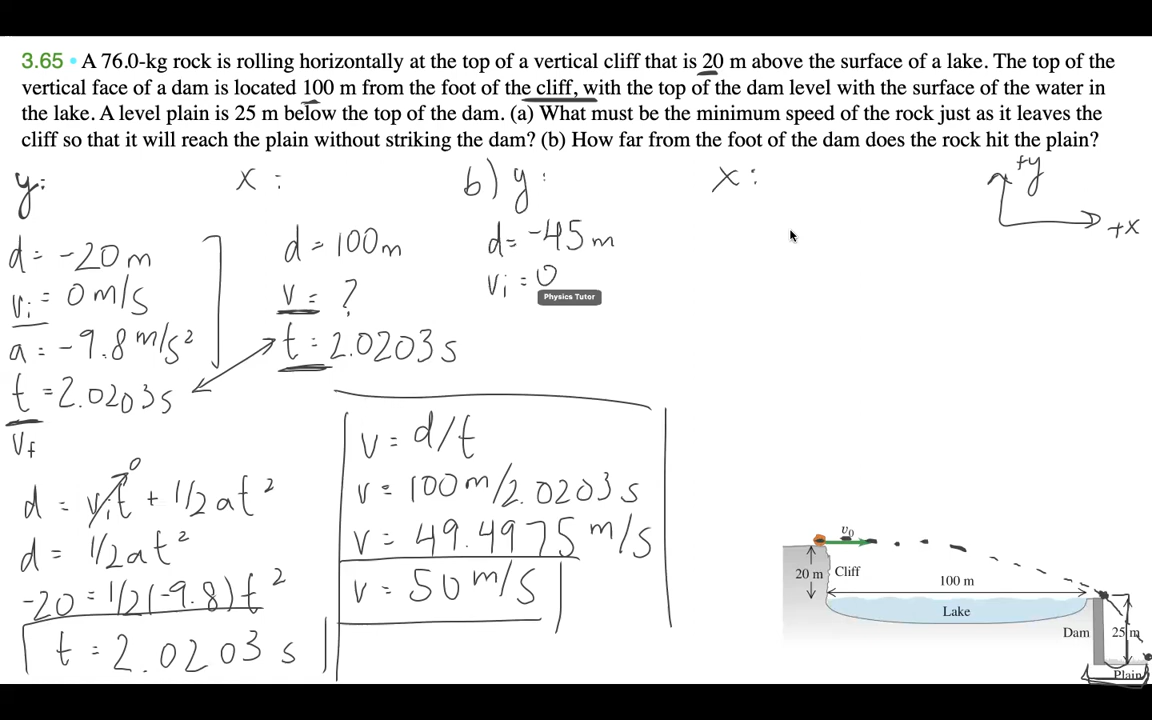 3.65 • A 76.0-kg rock is rolling horizontally at the top of a vertical cliff that is 20 m above the surface of a lake. The top of the
vertical face of a dam is located 100 m from the foot of the cliff, with the top of the dam level with the surface of the water in
the lake. A level plain is 25 m below the top of the dam. (a) What must be the minimum speed of the rock just as it leaves the
cliff so that it will reach the plain without striking the dam? (b) How far from the foot of the dam does the rock hit the plain?
y:
d = -20 m
vi = 0 m/s
a = -9.8 m/s²
t = 2.0203 s
Vf
d = vit⁰ + 1/2 at²
d = 1/2 at²
-20 = 1/2(-9.8)t²
t = 2.0203 s
x:
d = 100 m
v = ?
t = 2.0203 s
v = d/t
v = 100 m/2.0203 s
v = 49.4975 m/s
v = 50 m/s
b) y:
d = -45 m
vi = 0
Physics Tutor
x:
+y
+x
v0
20 m
Cliff
100 m
Lake
Dam
25 m
Plain